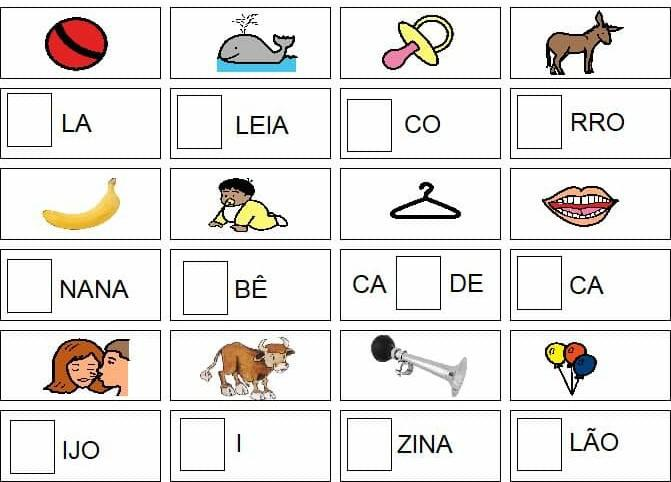 LA LEIA CO RRO
NANA BÊ CA DE CA
IJO I ZINA LÃO